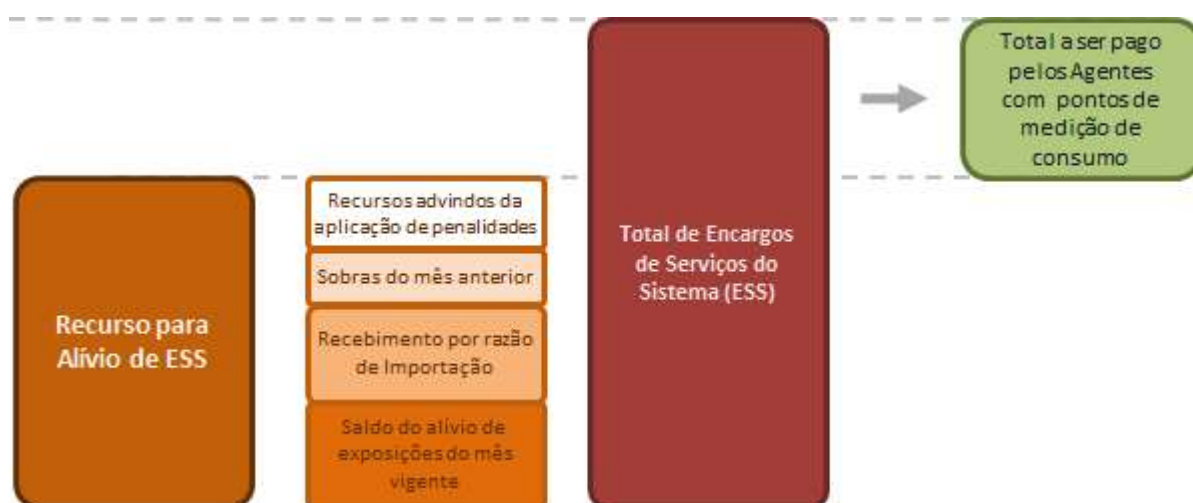 Recurso para
Alívio de ESS
Recursos advindos da
aplicação de penalidades
Sobras do mês anterior
Recebimento por razão
de Importação
Saldo do alívio de
exposições do mês
vigente
Total de Encargos
de Serviços do
Sistema (ESS)
Total a ser pago
pelos Agentes
com pontos de
medição de
consumo